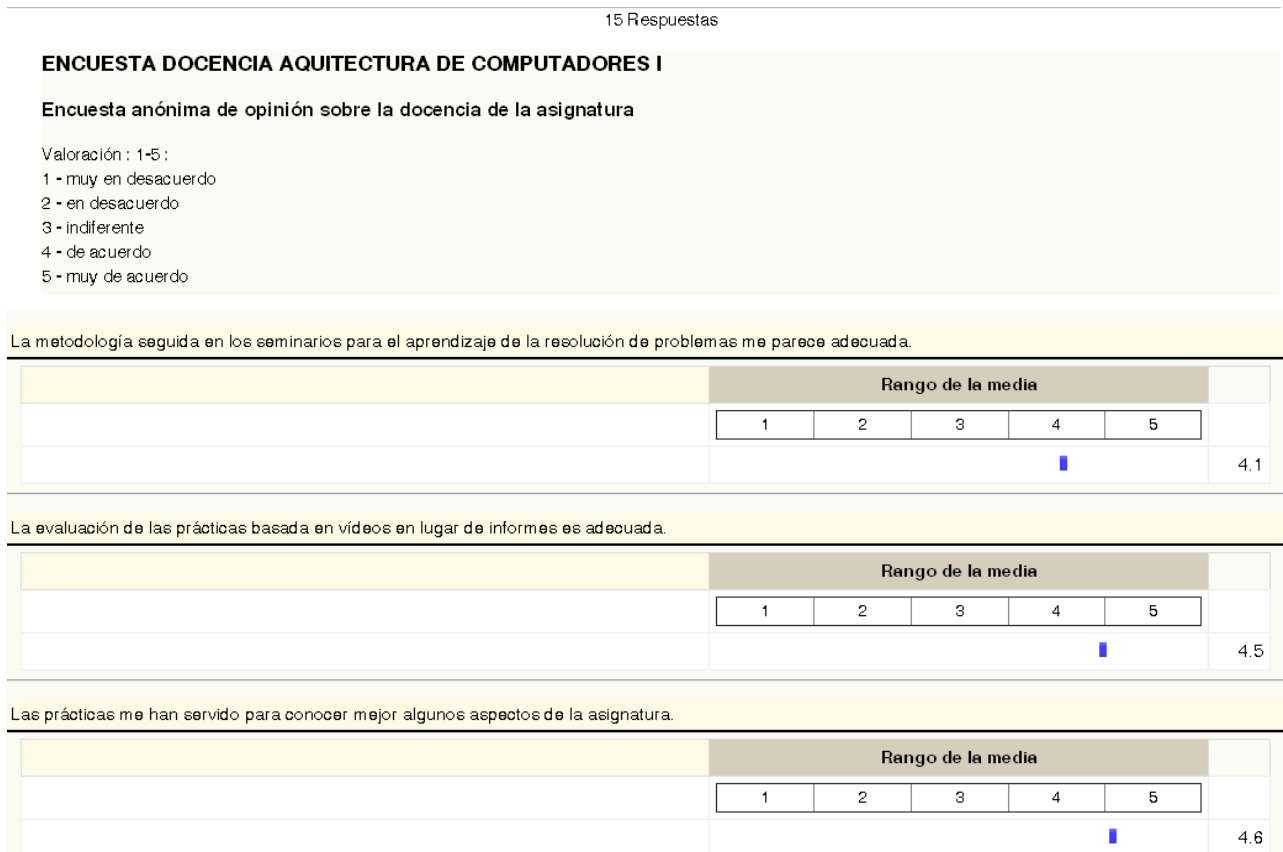 15 Respuestas
ENCUESTA DOCENCIA AQUITECTURA DE COMPUTADORES I
Encuesta anónima de opinión sobre la docencia de la asignatura
Valoración : 1-5 :
1 - muy en desacuerdo
2 - en desacuerdo
3 - indiferente
4 - de acuerdo
5 - muy de acuerdo
La metodología seguida en los seminarios para el aprendizaje de la resolución de problemas me parece adecuada.
Rango de la media
1 2 3 4 5
4.1
La evaluación de las prácticas basada en vídeos en lugar de informes es adecuada.
Rango de la media
1 2 3 4 5
4.5
Las prácticas me han servido para conocer mejor algunos aspectos de la asignatura.
Rango de la media
1 2 3 4 5
4.6